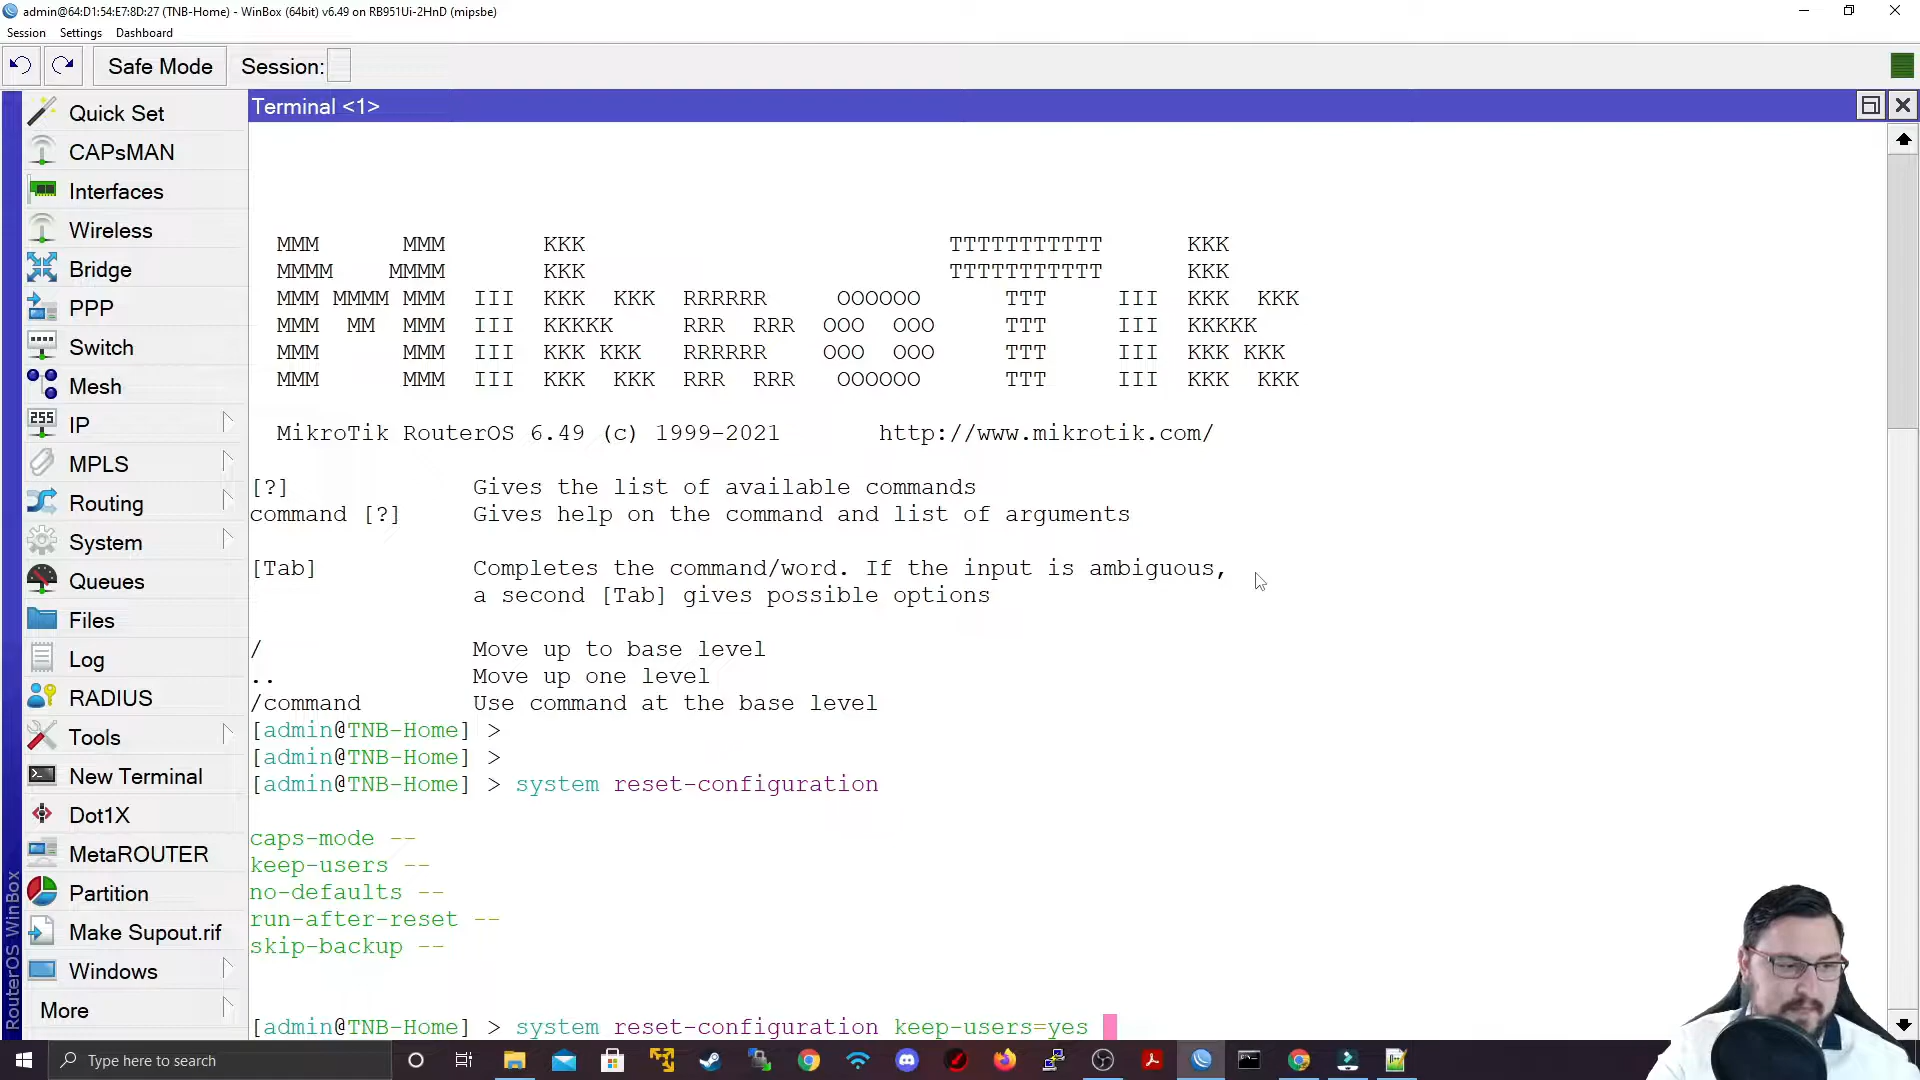 admin@64:D1:54:E7:8D:27 (TNB-Home) - WinBox (64bit) v6.49 on RB951Ui-2HnD (mipsbe)
Session Settings Dashboard
Safe Mode Session:
Terminal <1>
Quick Set
CAPsMAN
Interfaces
Wireless
Bridge
PPP
Switch
Mesh
IP
MPLS
Routing
System
Queues
Files
Log
RADIUS
Tools
New Terminal
Dot1X
MetaROUTER
Partition
Make Supout.rif
Windows
More
RouterOS WinBox
255
MMM      MMM       KKK                          TTTTTTTTTTT      KKK
MMMM    MMMM       KKK                          TTTTTTTTTTT      KKK
MMM MMMM MMM  III  KKK  KKK  RRRRRR     OOOOOO      TTT     III  KKK  KKK
MMM  MM  MMM  III  KKKKK     RRR  RRR  OOO  OOO     TTT     III  KKKKK
MMM      MMM  III  KKK KKK   RRRRRR    OOO  OOO     TTT     III  KKK KKK
MMM      MMM  III  KKK  KKK  RRR  RRR   OOOOOO      TTT     III  KKK  KKK
MikroTik RouterOS 6.49 (c) 1999-2021       http://www.mikrotik.com/
[?]             Gives the list of available commands
command [?]     Gives help on the command and list of arguments
[Tab]           Completes the command/word. If the input is ambiguous,
a second [Tab] gives possible options
/               Move up to base level
..              Move up one level
/command        Use command at the base level
[admin@TNB-Home] >
[admin@TNB-Home] >
[admin@TNB-Home] > system reset-configuration
caps-mode --
keep-users --
no-defaults --
run-after-reset --
skip-backup --
[admin@TNB-Home] > system reset-configuration keep-users=yes
Type here to search